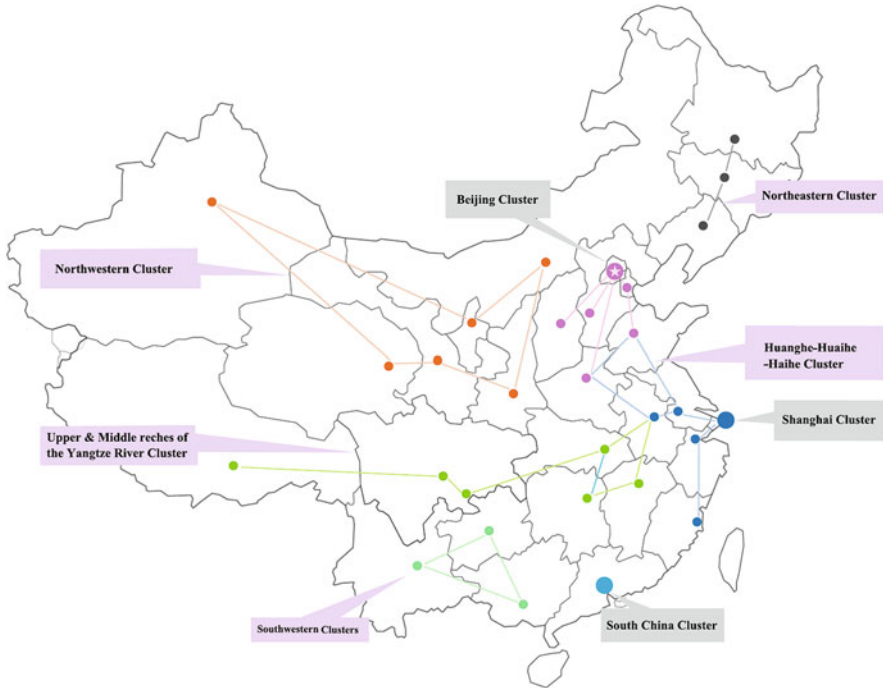 Beijing Cluster
Northeastern Cluster
Northwestern Cluster
Huanghe-Huaihe
-Haihe Cluster
Shanghai Cluster
Upper & Middle reches of
the Yangtze River Cluster
Southwestern Clusters
South China Cluster